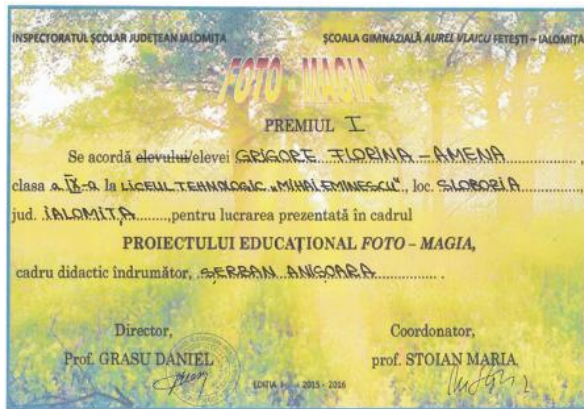 INSPECTORATUL ȘCOLAR JUDEȚEAN IALOMIȚA ȘCOALA GIMNAZIALĂ AUREL VLAICU FETEȘTI – IALOMIȚA
FOTO - MAGIA
PREMIUL I
Se acordă elevului/elevei GRIGORE FLORINA – AMENA
clasa a IX-a la LICEUL TEHNOLOGIC „MIHAI EMINESCU", loc. SLOBOZIA
jud. IALOMIȚA, pentru lucrarea prezentată în cadrul
PROIECTULUI EDUCAȚIONAL FOTO – MAGIA,
cadru didactic îndrumător, ȘERBAN ANIȘOARA
Director, Coordonator,
Prof. GRASU DANIEL prof. STOIAN MARIA
EDIȚIA I 2015 - 2016